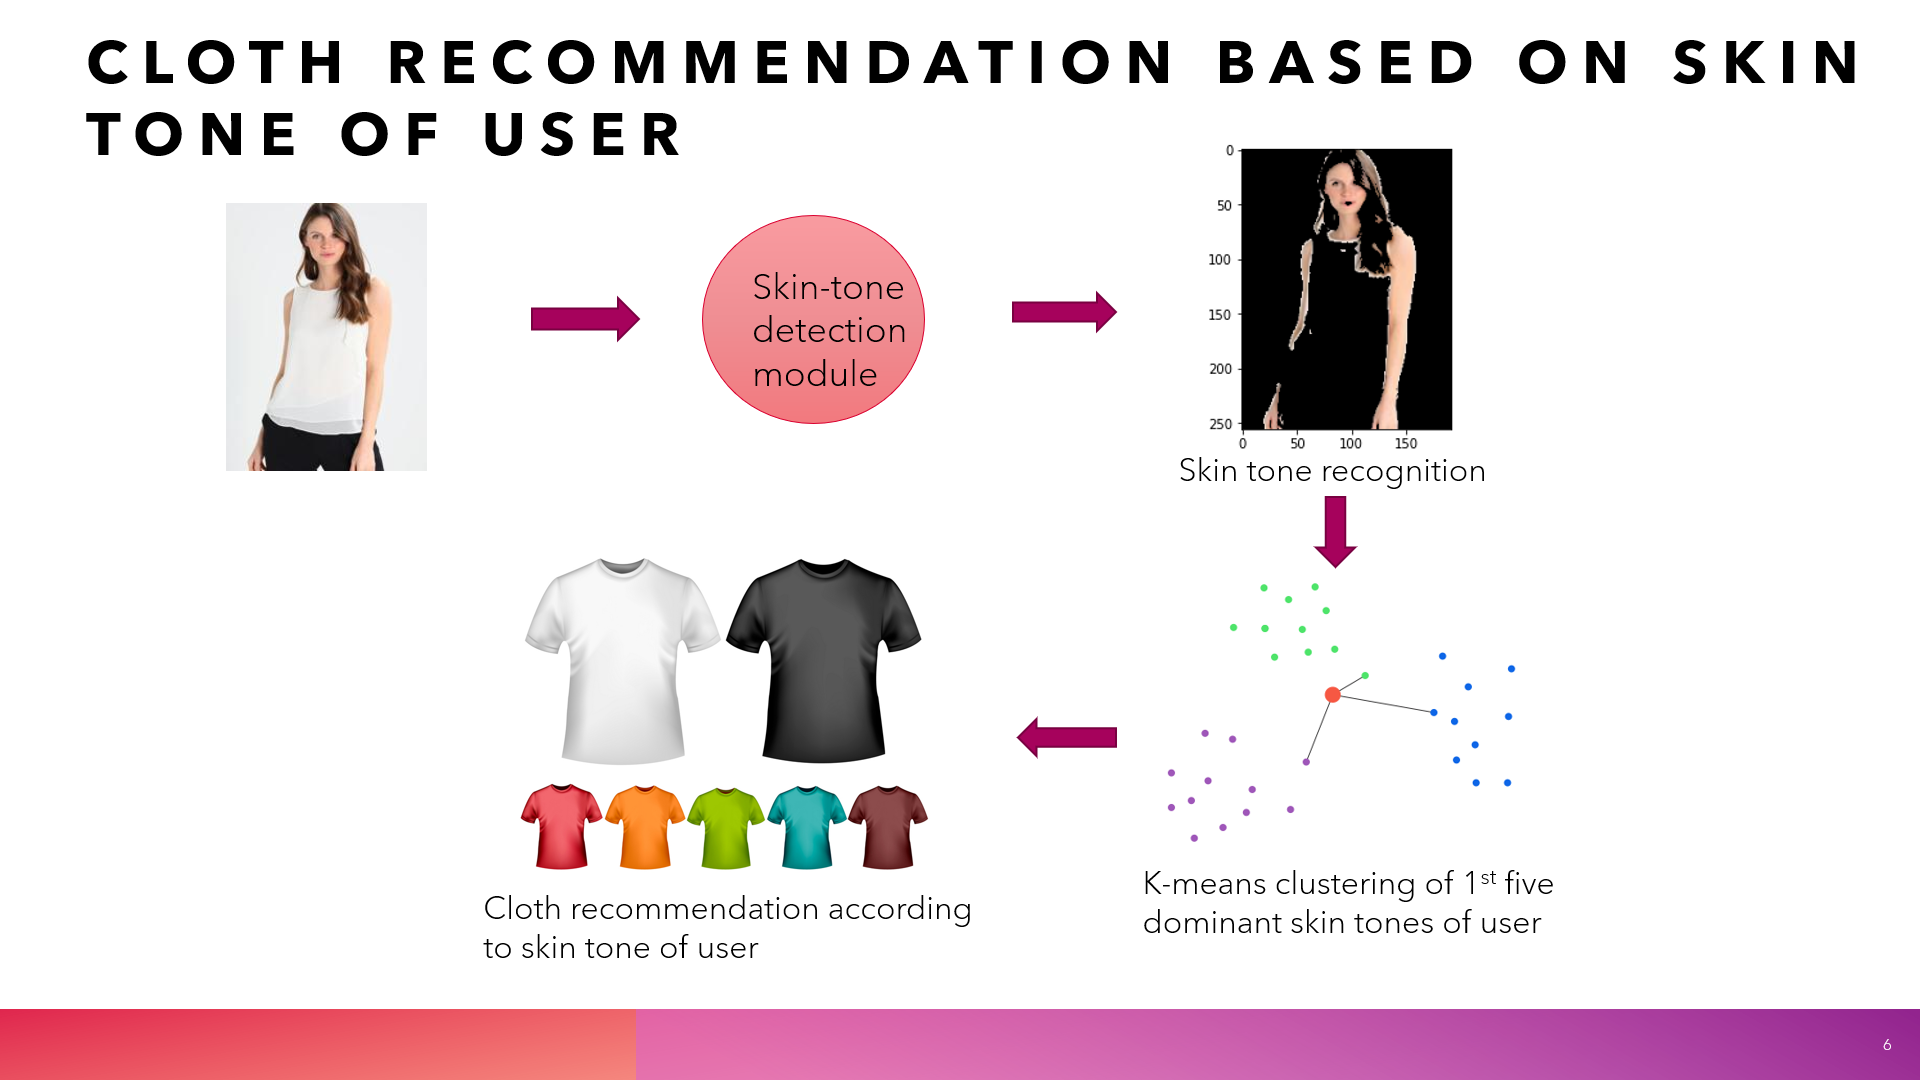 CLOTH RECOMMENDATION BASED ON SKIN
TONE OF USER
Skin-tone
detection
module
0
50
100
150
200
250
0 50 100 150
Skin tone recognition
K-means clustering of 1st five
dominant skin tones of user
Cloth recommendation according
to skin tone of user
6